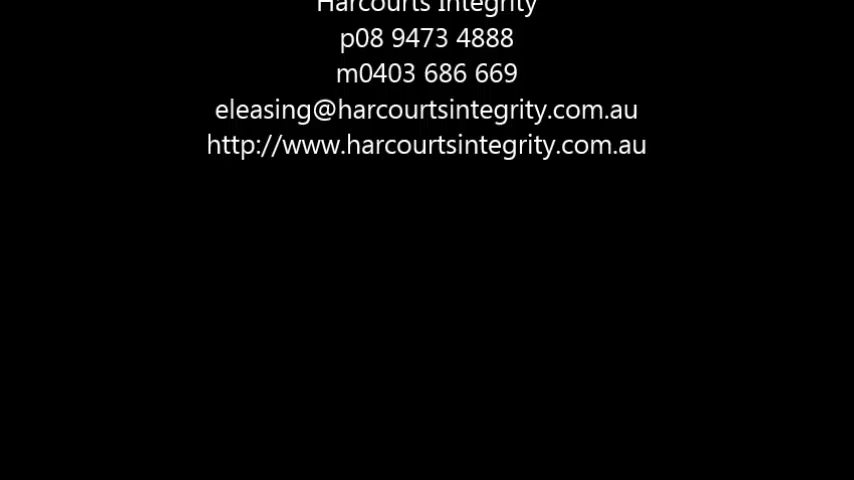 Harcourts Integrity
p08 9473 4888
m0403 686 669
eleasing@harcourtsintegrity.com.au
http://www.harcourtsintegrity.com.au